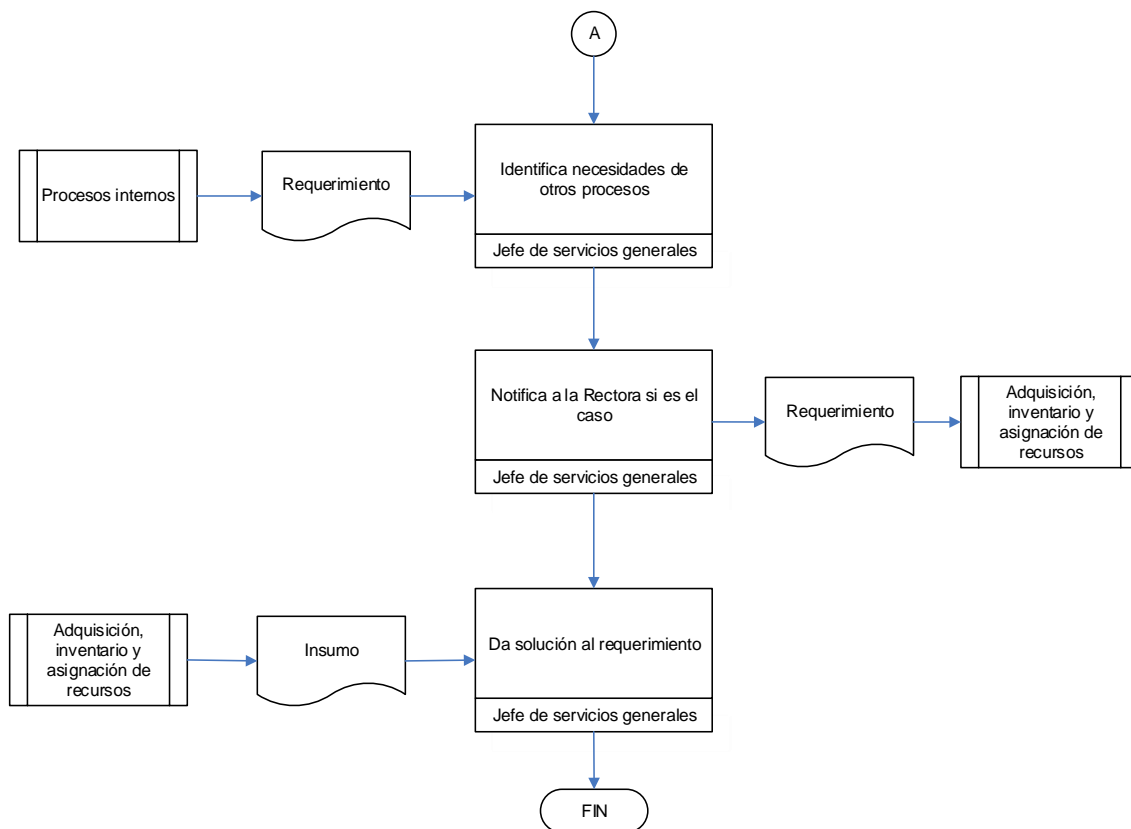 A
Identifica necesidades de
otros procesos
Jefe de servicios generales
Procesos internos
Requerimiento
Notifica a la Rectora si es el
caso
Jefe de servicios generales
Requerimiento
Adquisición,
inventario y
asignación de
recursos
Adquisición,
inventario y
asignación de
recursos
Insumo
Da solución al requerimiento
Jefe de servicios generales
FIN